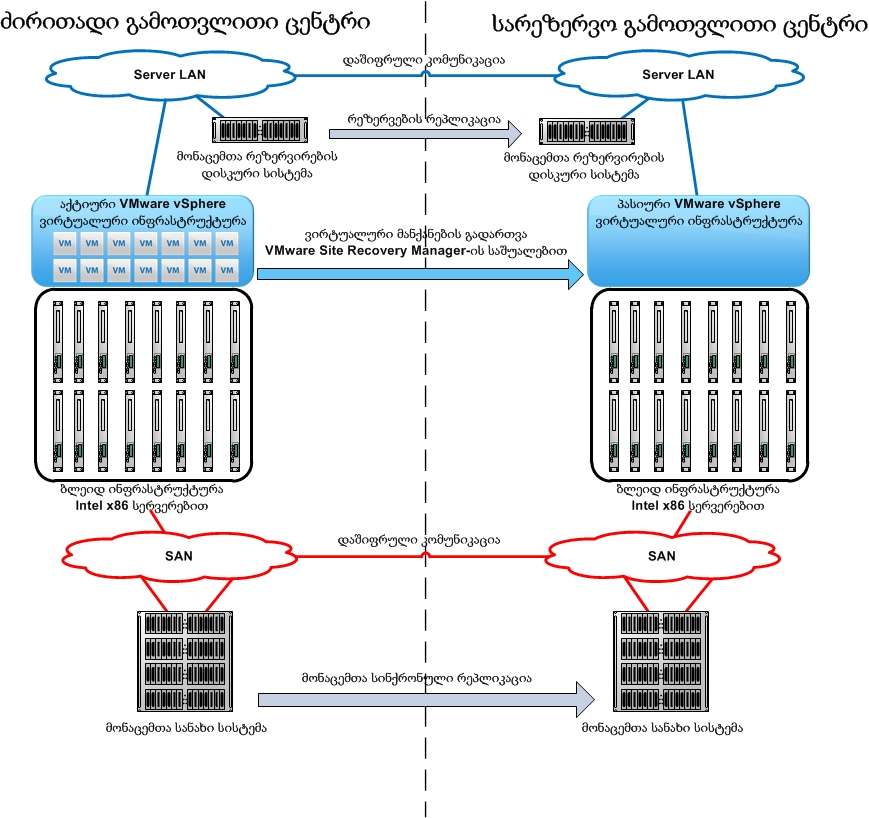 ძირითადი გამოთვლითი ცენტრი
სარეზერვო გამოთვლითი ცენტრი
დაშიფრული კომუნიკაცია
Server LAN
Server LAN
რეზერვების რეპლიკაცია
მონაცემთა რეზერვირების
დისკური სისტემა
მონაცემთა რეზერვირების
დისკური სისტემა
აქტიური VMware vSphere
ვირტუალური ინფრასტრუქტურა
VM VM VM VM VM VM VM
VM VM VM VM VM VM VM
ვირტუალური მანქანების გადართვა
VMware Site Recovery Manager-ის საშუალებით
პასიური VMware vSphere
ვირტუალური ინფრასტრუქტურა
ბლეიდ ინფრასტრუქტურა
Intel x86 სერვერებით
ბლეიდ ინფრასტრუქტურა
Intel x86 სერვერებით
დაშიფრული კომუნიკაცია
SAN
SAN
მონაცემთა სინქრონული რეპლიკაცია
მონაცემთა სანახი სისტემა
მონაცემთა სანახი სისტემა